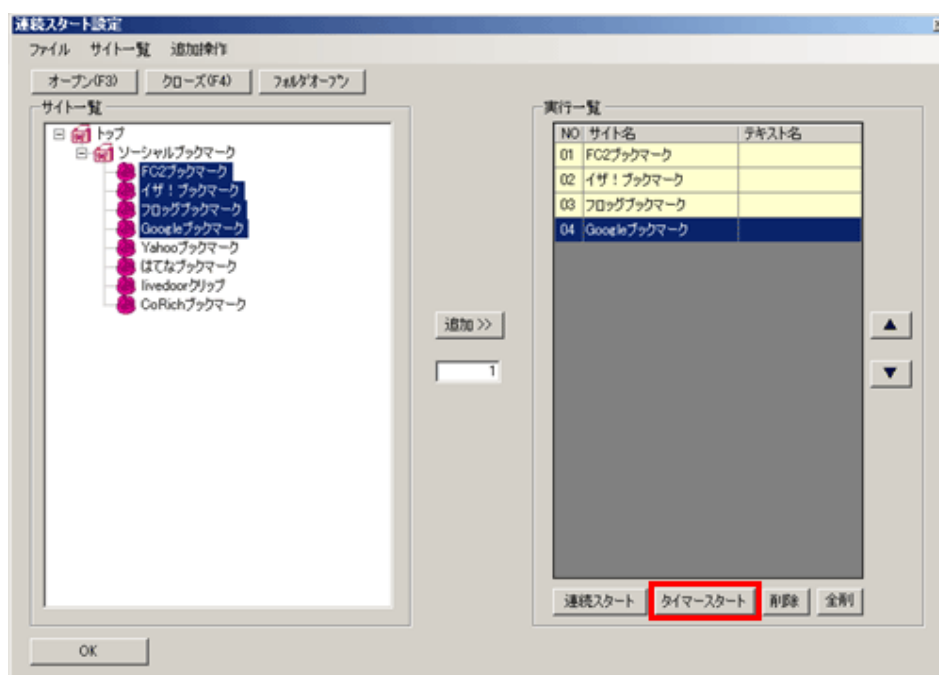 連続スタート設定
ファイル サイト一覧 追加操作
オープン(F3) クローズ(F4) フォルダオープン
サイト一覧
トップ
ソーシャルブックマーク
FC2ブックマーク
イザ！ブックマーク
フロッグブックマーク
Googleブックマーク
Yahooブックマーク
はてなブックマーク
livedoorクリップ
CoRichブックマーク
追加 >>
1
実行一覧
NO サイト名 テキスト名
01 FC2ブックマーク
02 イザ！ブックマーク
03 フロッグブックマーク
04 Googleブックマーク
▲
▼
連続スタート タイマースタート 削除 全削
OK